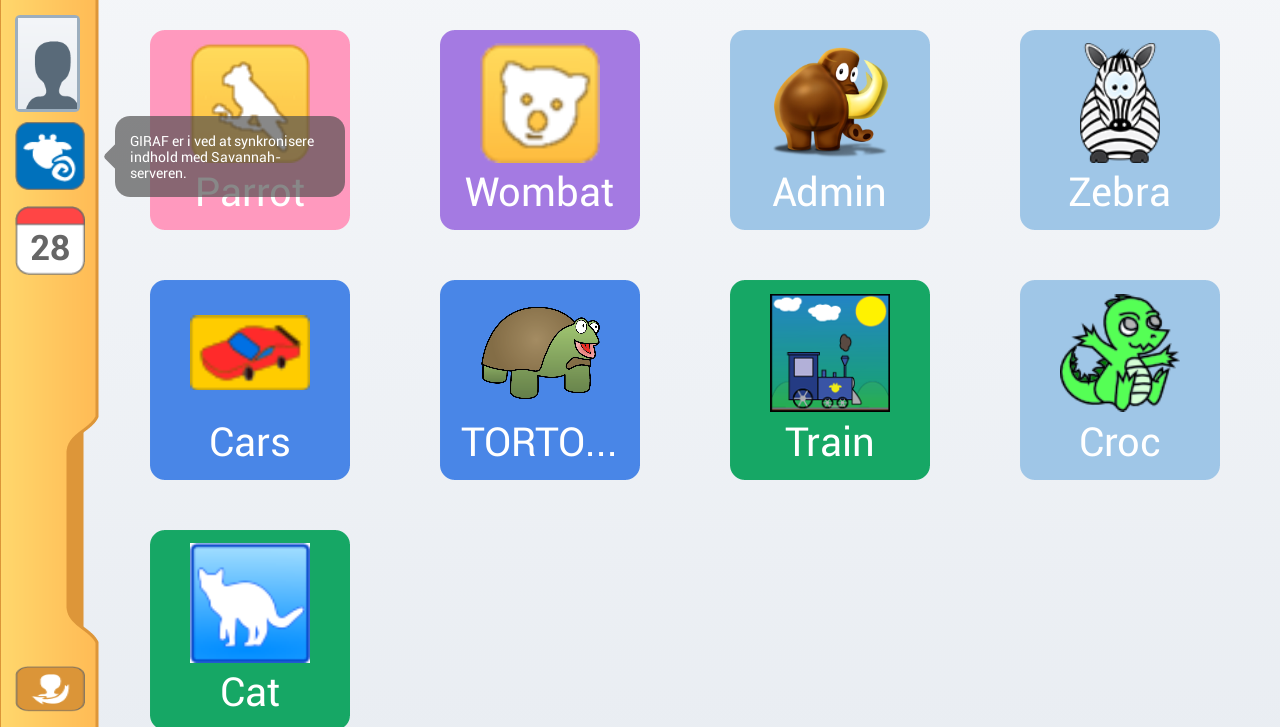 GIRAF er i ved at synkronisere
indhold med Savannah-
serveren.
28
Parrot
Wombat
Admin
Zebra
Cars
TORTO...
Train
Croc
Cat